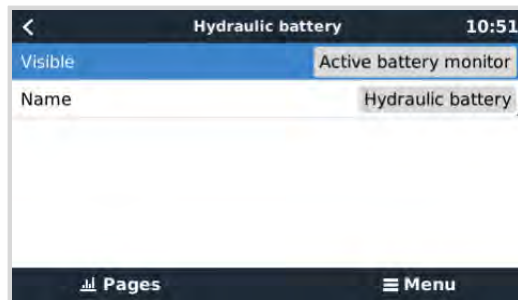 Hydraulic battery 10:51
Visible Active battery monitor
Name Hydraulic battery
Pages Menu